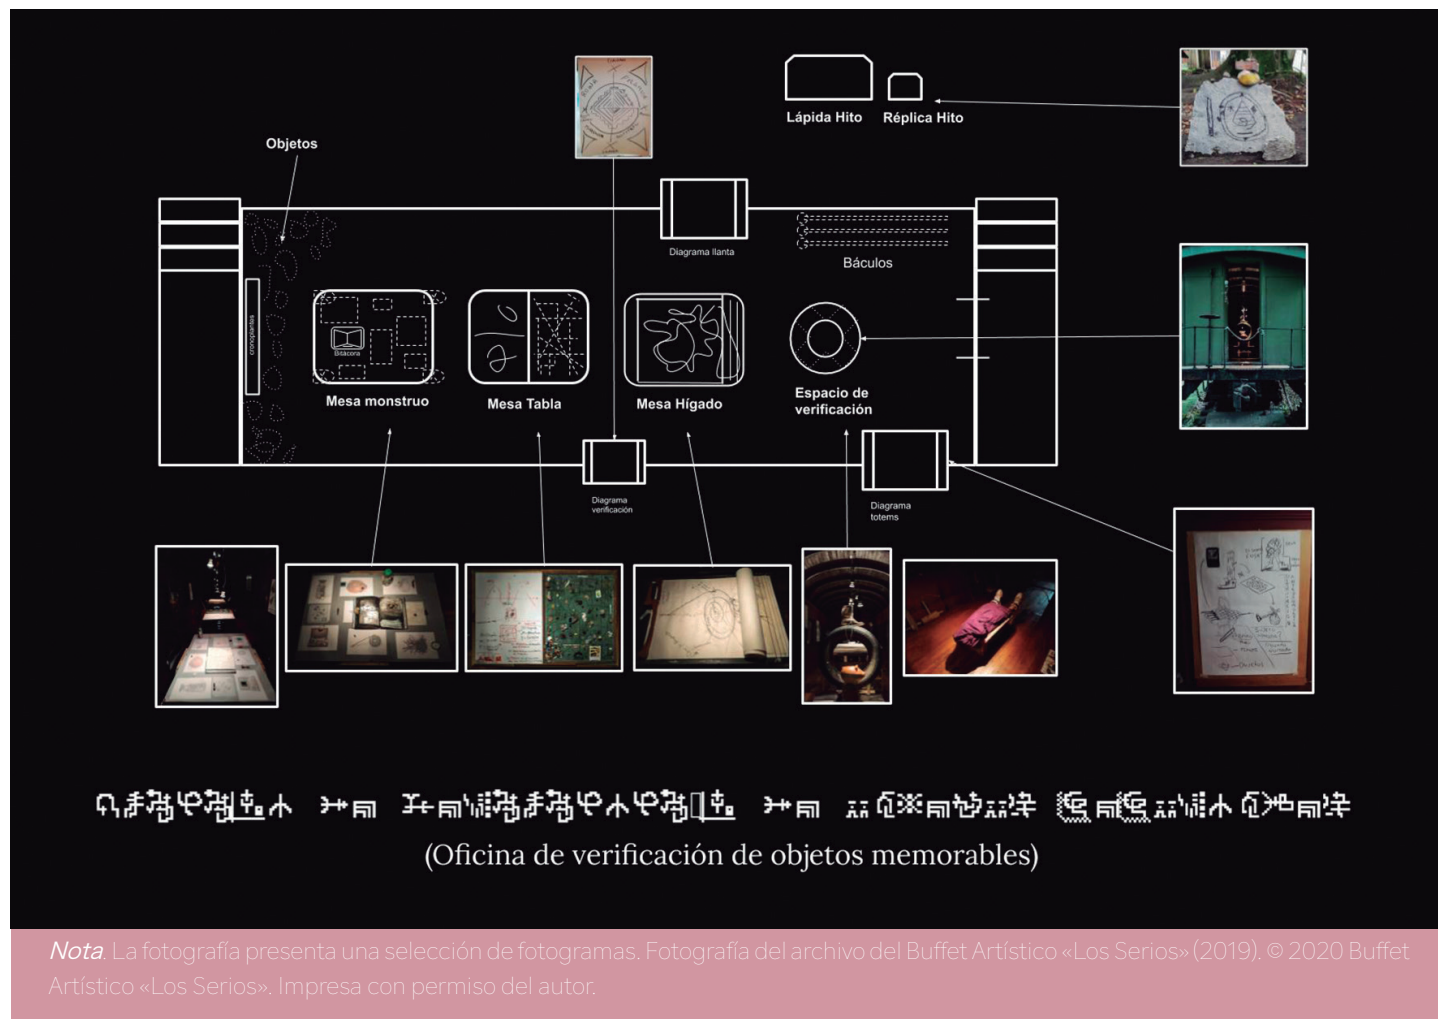 Lápida Hito
Réplica Hito
Objetos
Diagrama llanta
Báculos
cronoplantas
Bitácora
Mesa monstruo
Mesa Tabla
Mesa Hígado
Espacio de
verificación
Diagrama
verificación
Diagrama
totems
(Oficina de verificación de objetos memorables)
Nota. La fotografía presenta una selección de fotogramas. Fotografía del archivo del Buffet Artístico «Los Serios» (2019). © 2020 Buffet
Artístico «Los Serios». Impresa con permiso del autor.